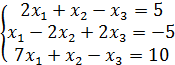 2x₁ + x₂ − x₃ = 5
x₁ − 2x₂ + 2x₃ = −5
7x₁ + x₂ − x₃ = 10